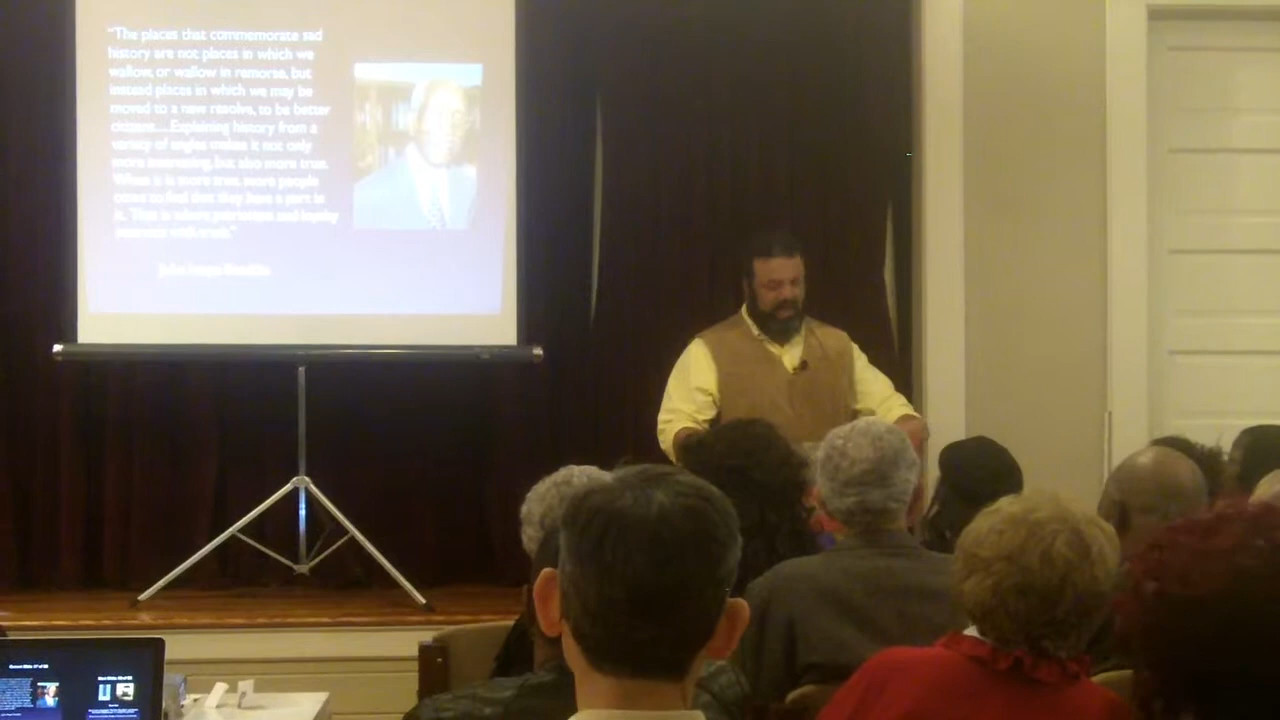 "The places that commemorate sad
history are not places in which we
wallow, or wallow in remorse, but
instead places in which we may be
moved to a new resolve, to be better
citizens....Explaining history from a
variety of angles makes it not only
more interesting, but also more true.
When it is more true, more people
come to feel that they have a part in
it. That is where patriotism and loyalty
intersect with truth."
John Hope Franklin